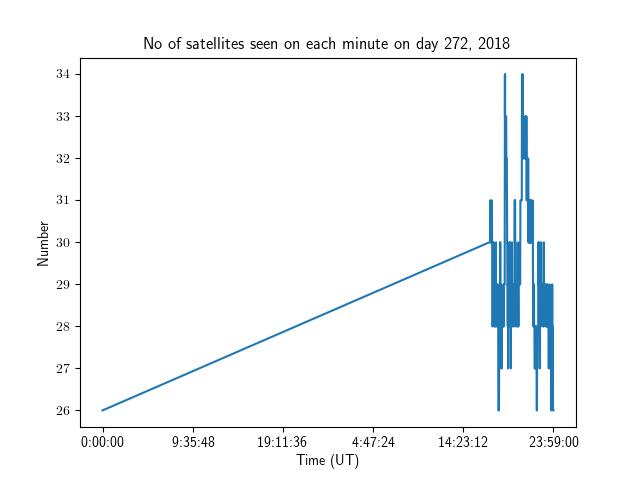 No of satellites seen on each minute on day 272, 2018
34
33
32
31
30
29
28
27
26
Number
0:00:00 9:35:48 19:11:36 4:47:24 14:23:12 23:59:00
Time (UT)